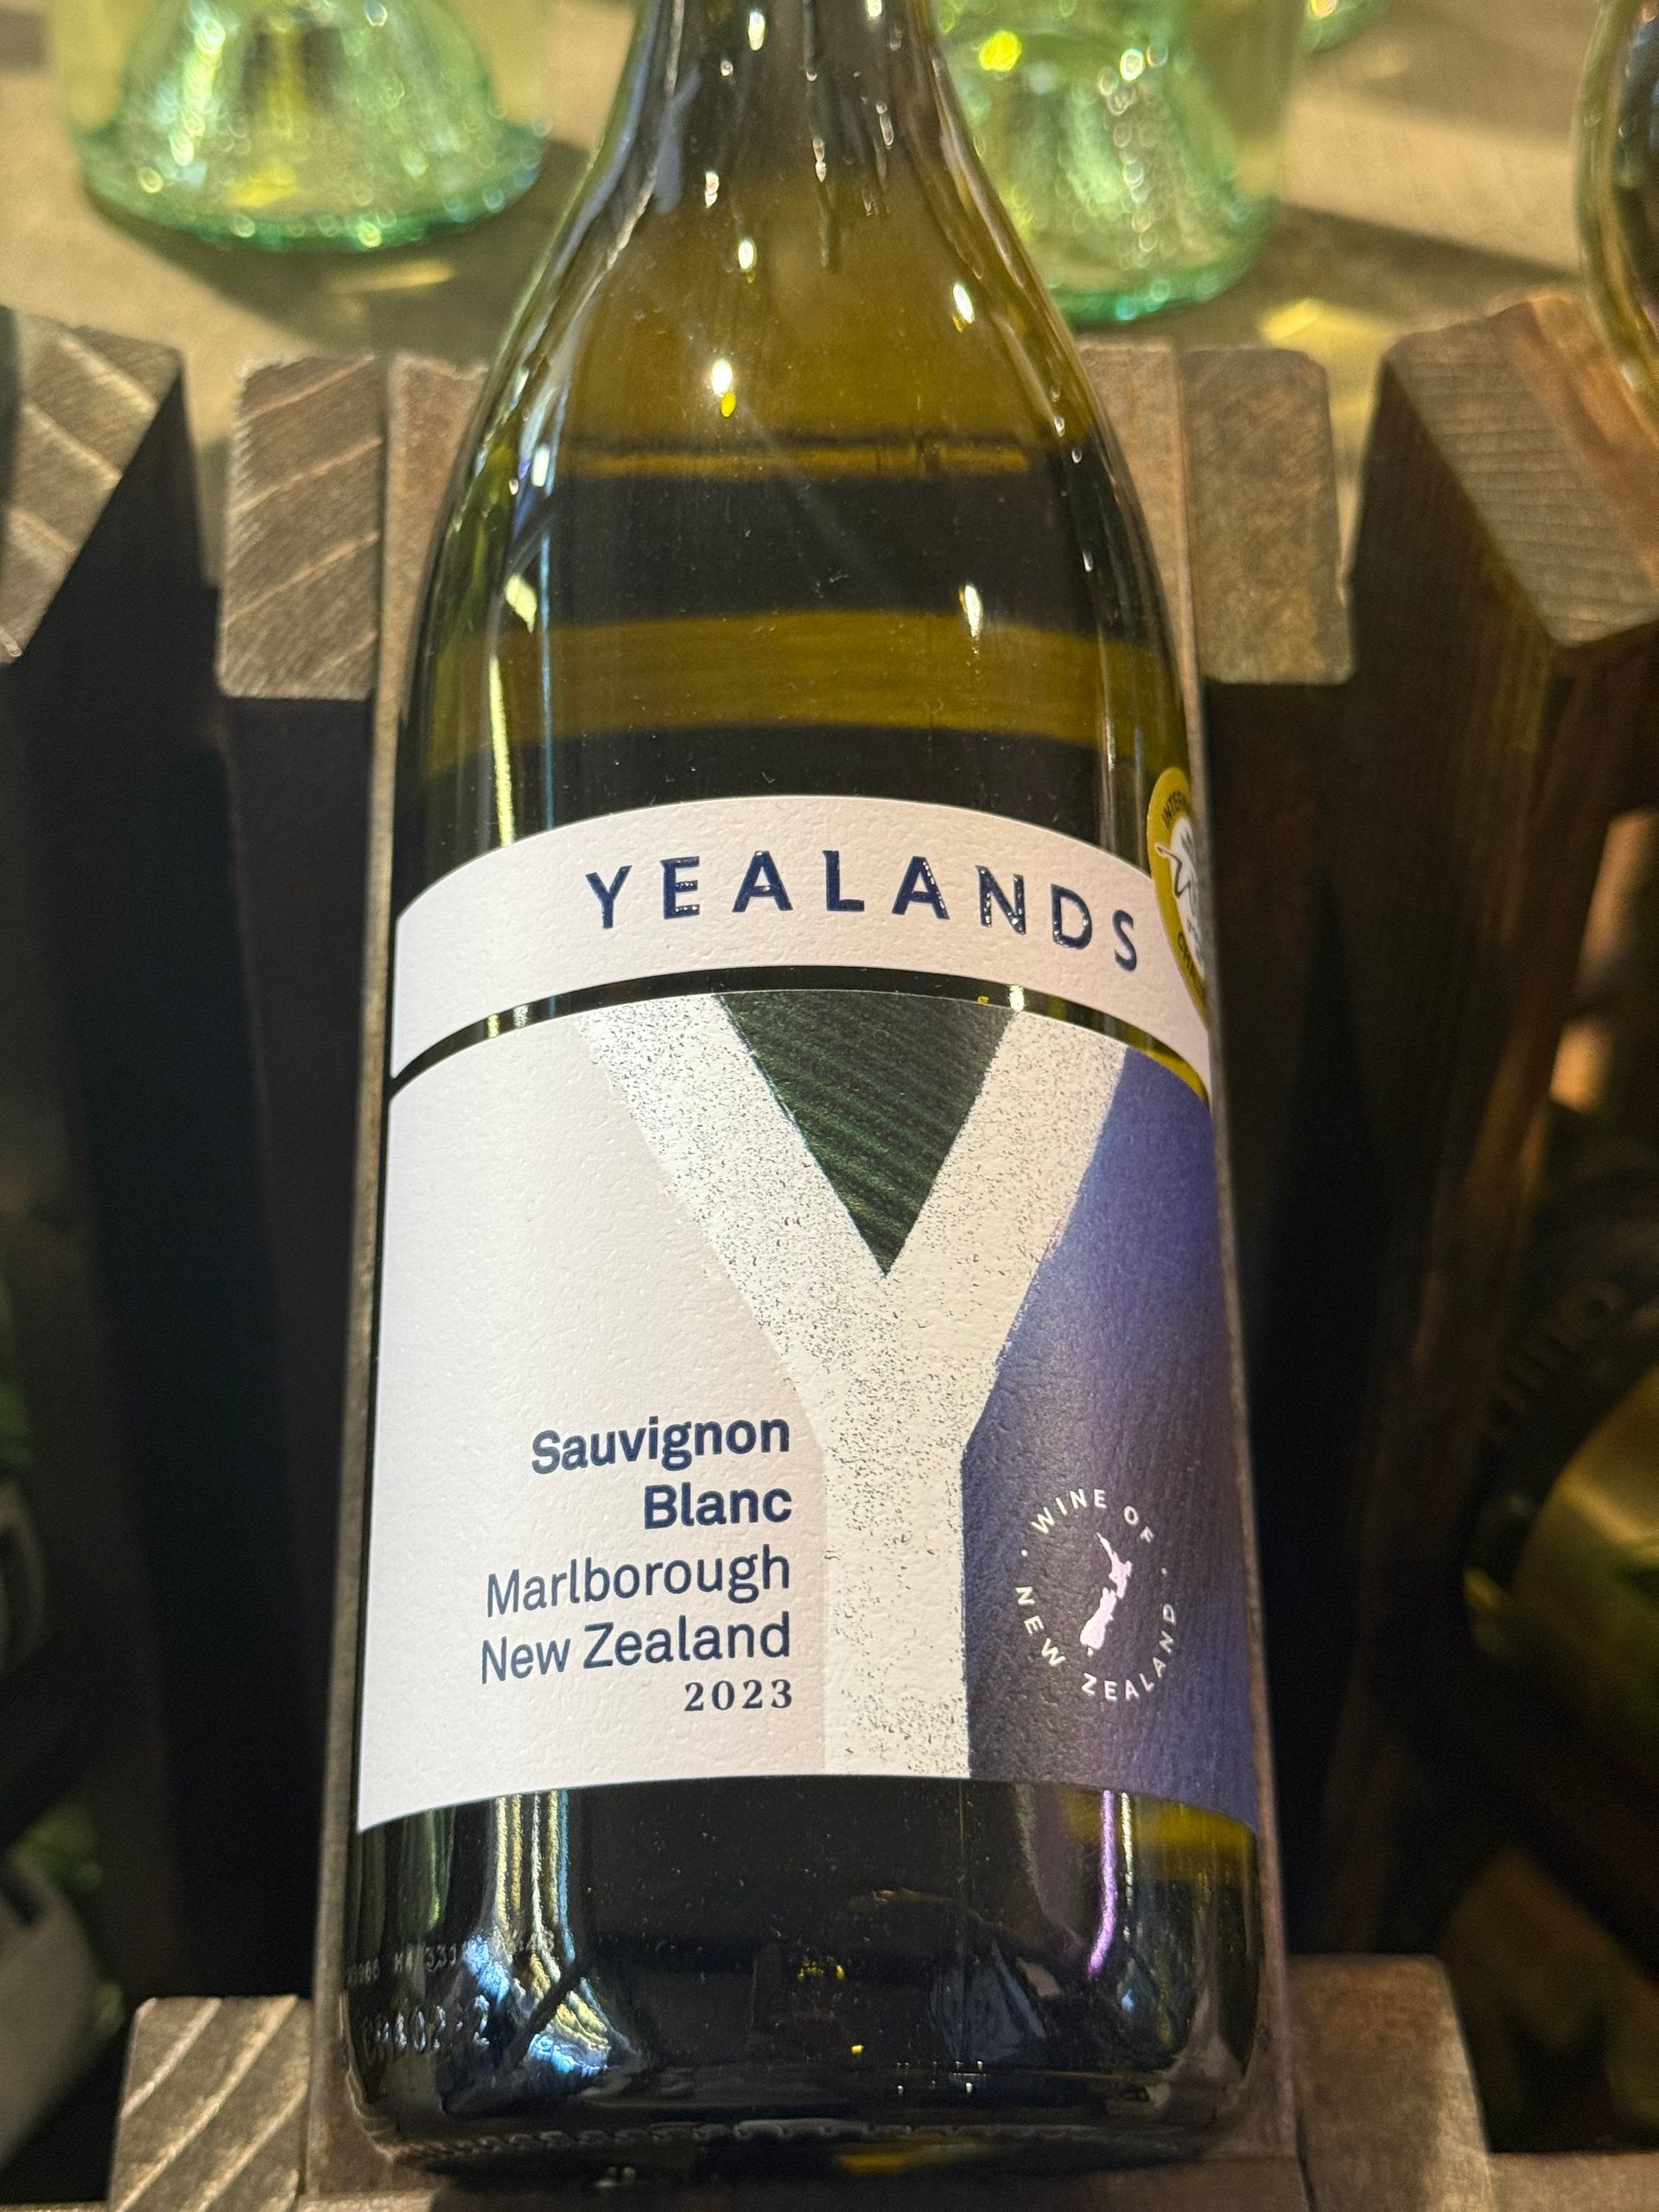 YEALANDS
Sauvignon
Blanc
Marlborough
New Zealand
2023
WINE OF
NEW ZEALAND